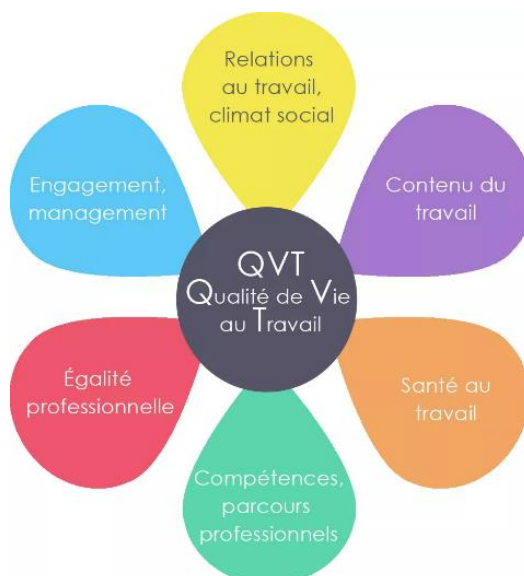 Relations
au travail,
climat social
Engagement,
management
Contenu du
travail
QVT
Qualité de Vie
au Travail
Égalité
professionnelle
Santé au
travail
Compétences,
parcours
professionnels